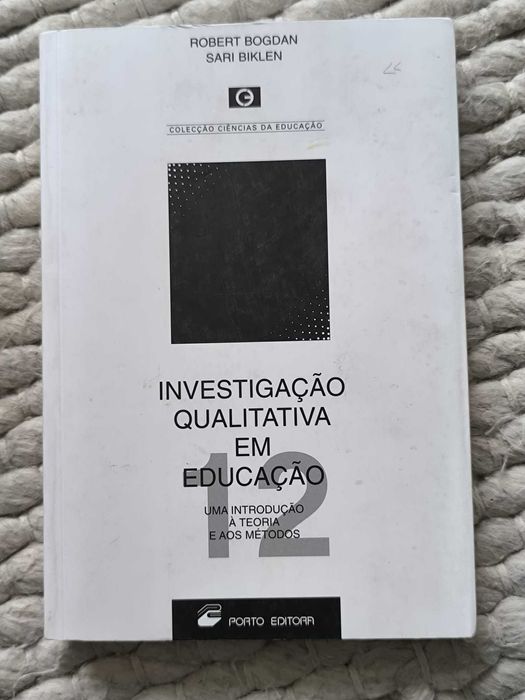 ROBERT BOGDAN
SARI BIKLEN
COLECÇÃO CIÊNCIAS DA EDUCAÇÃO
INVESTIGAÇÃO
QUALITATIVA
EM
EDUCAÇÃO
12
UMA INTRODUÇÃO
À TEORIA
E AOS MÉTODOS
PORTO EDITORA